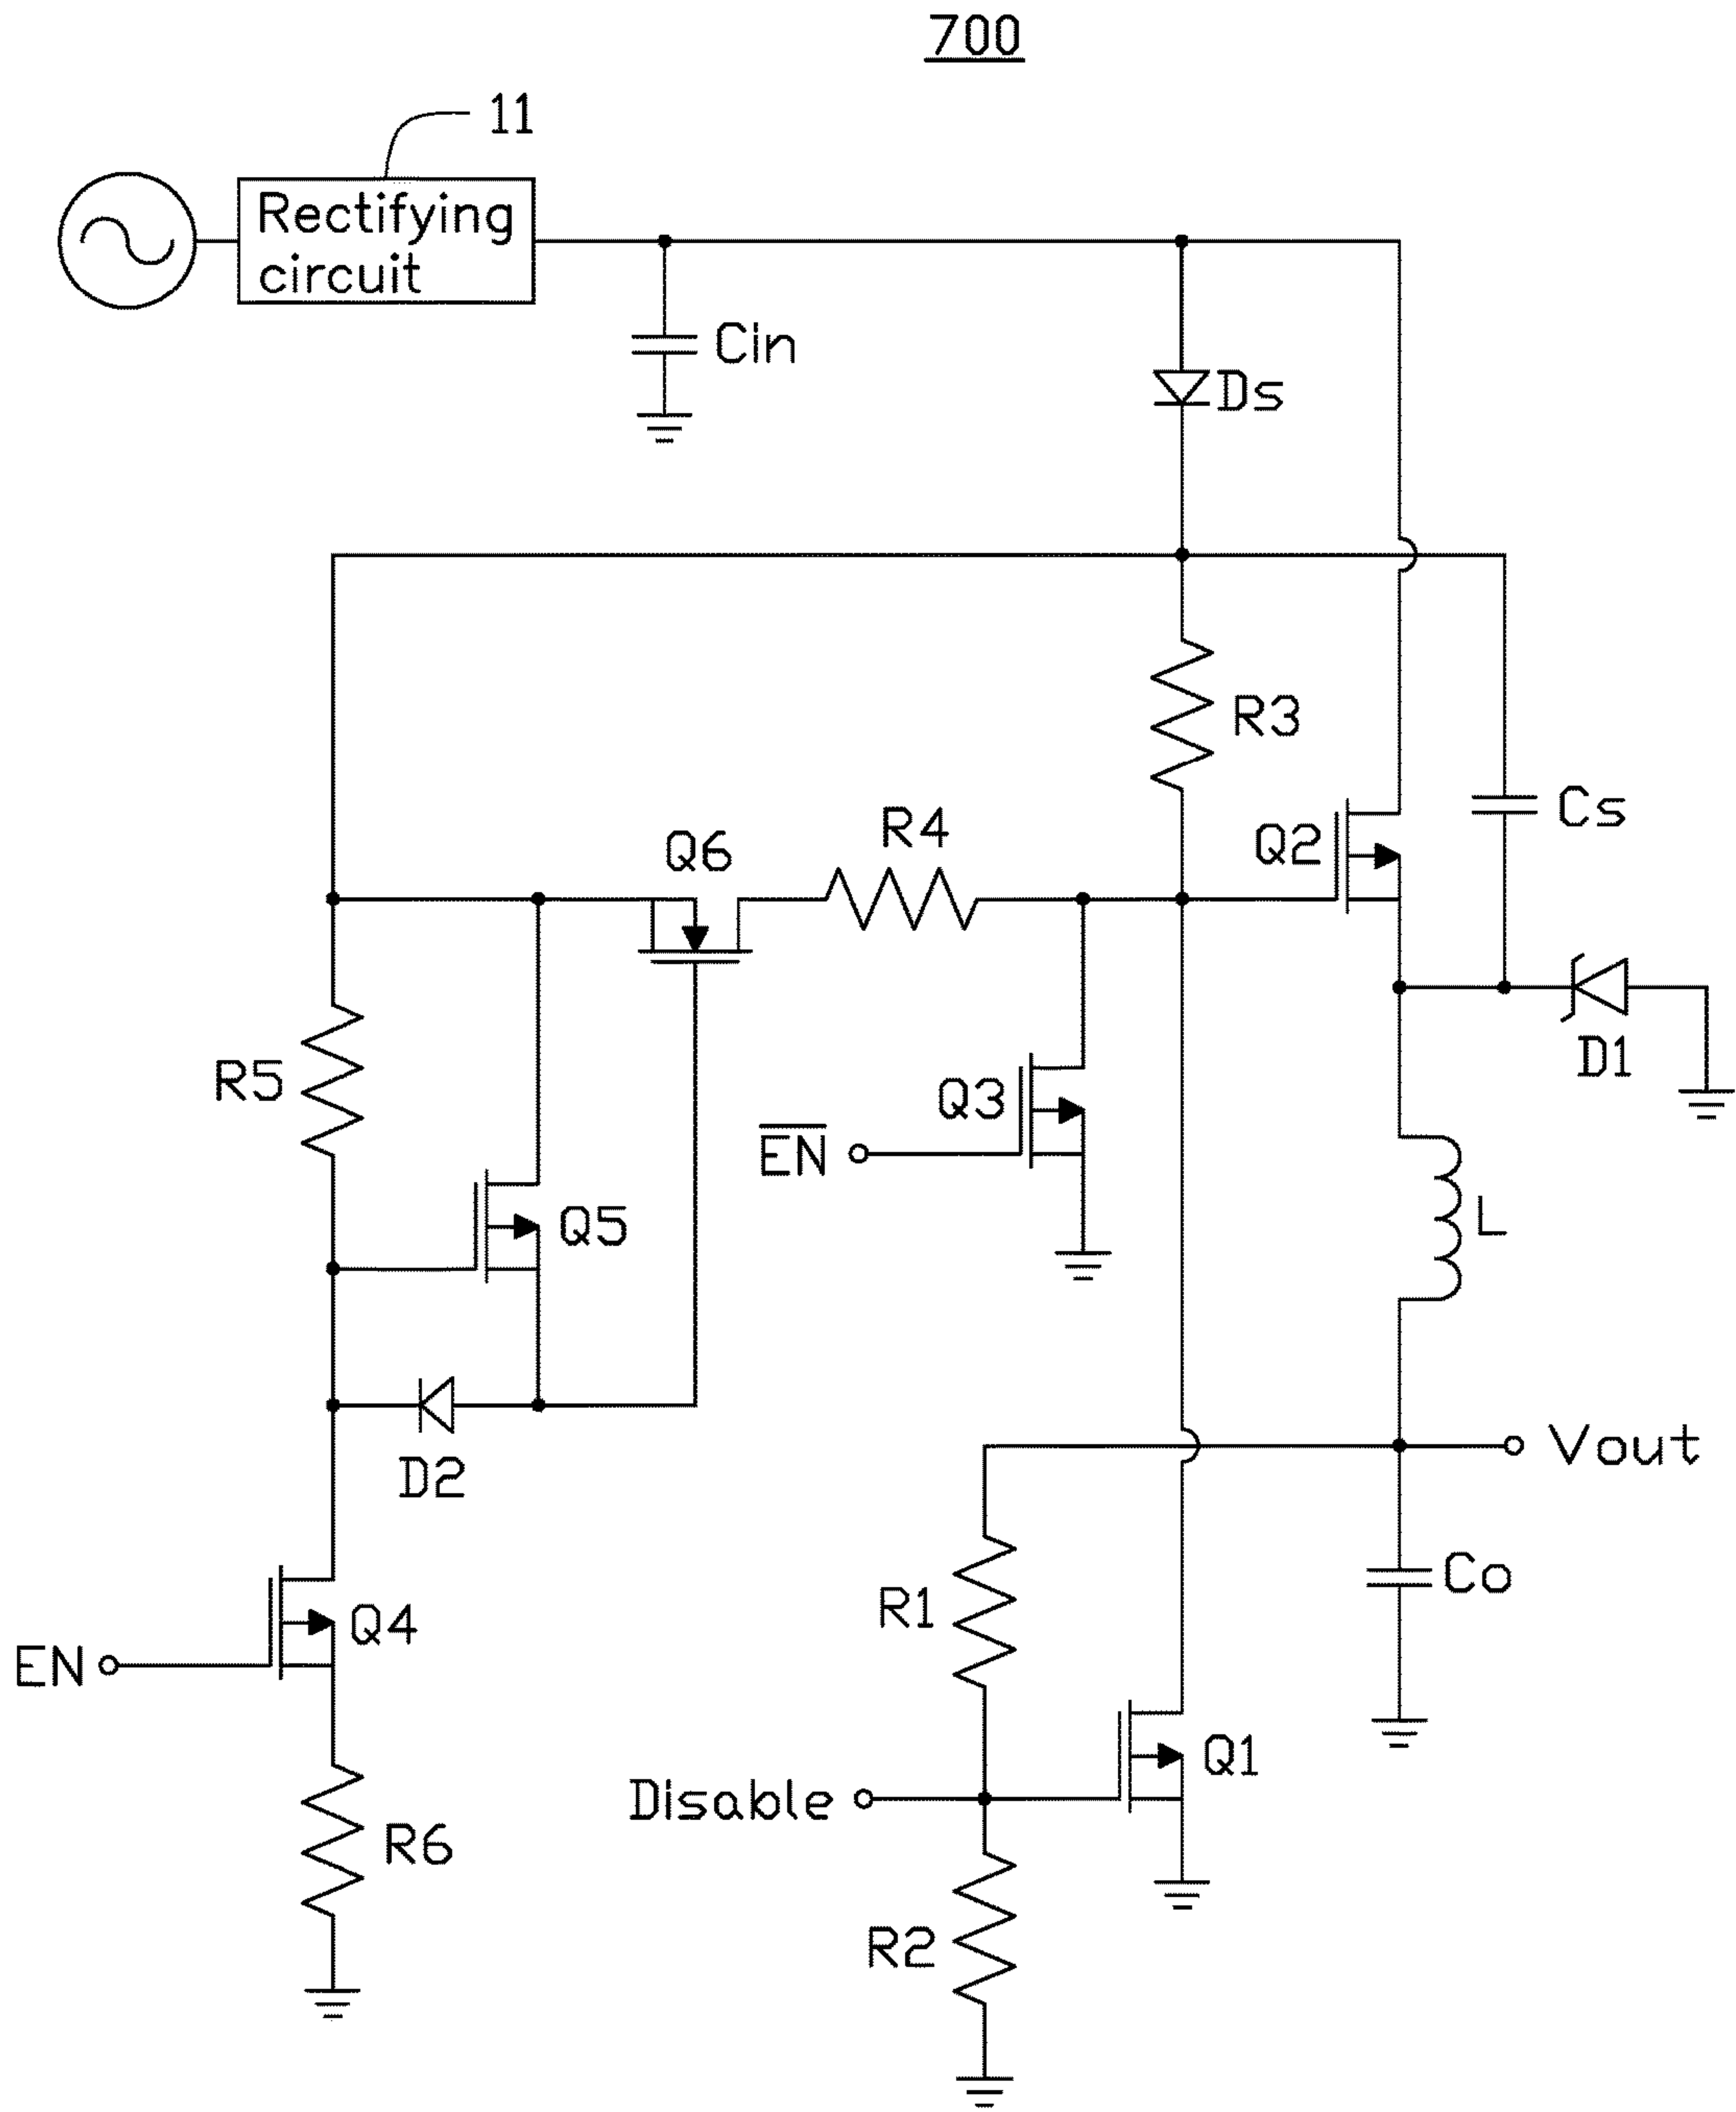 700
11
Rectifying
circuit
Cin
Ds
R3
Cs
Q2
R4
Q6
D1
R5
Q3
EN
Q5
L
D2
Vout
Co
R1
Q4
EN
Q1
Disable
R6
R2